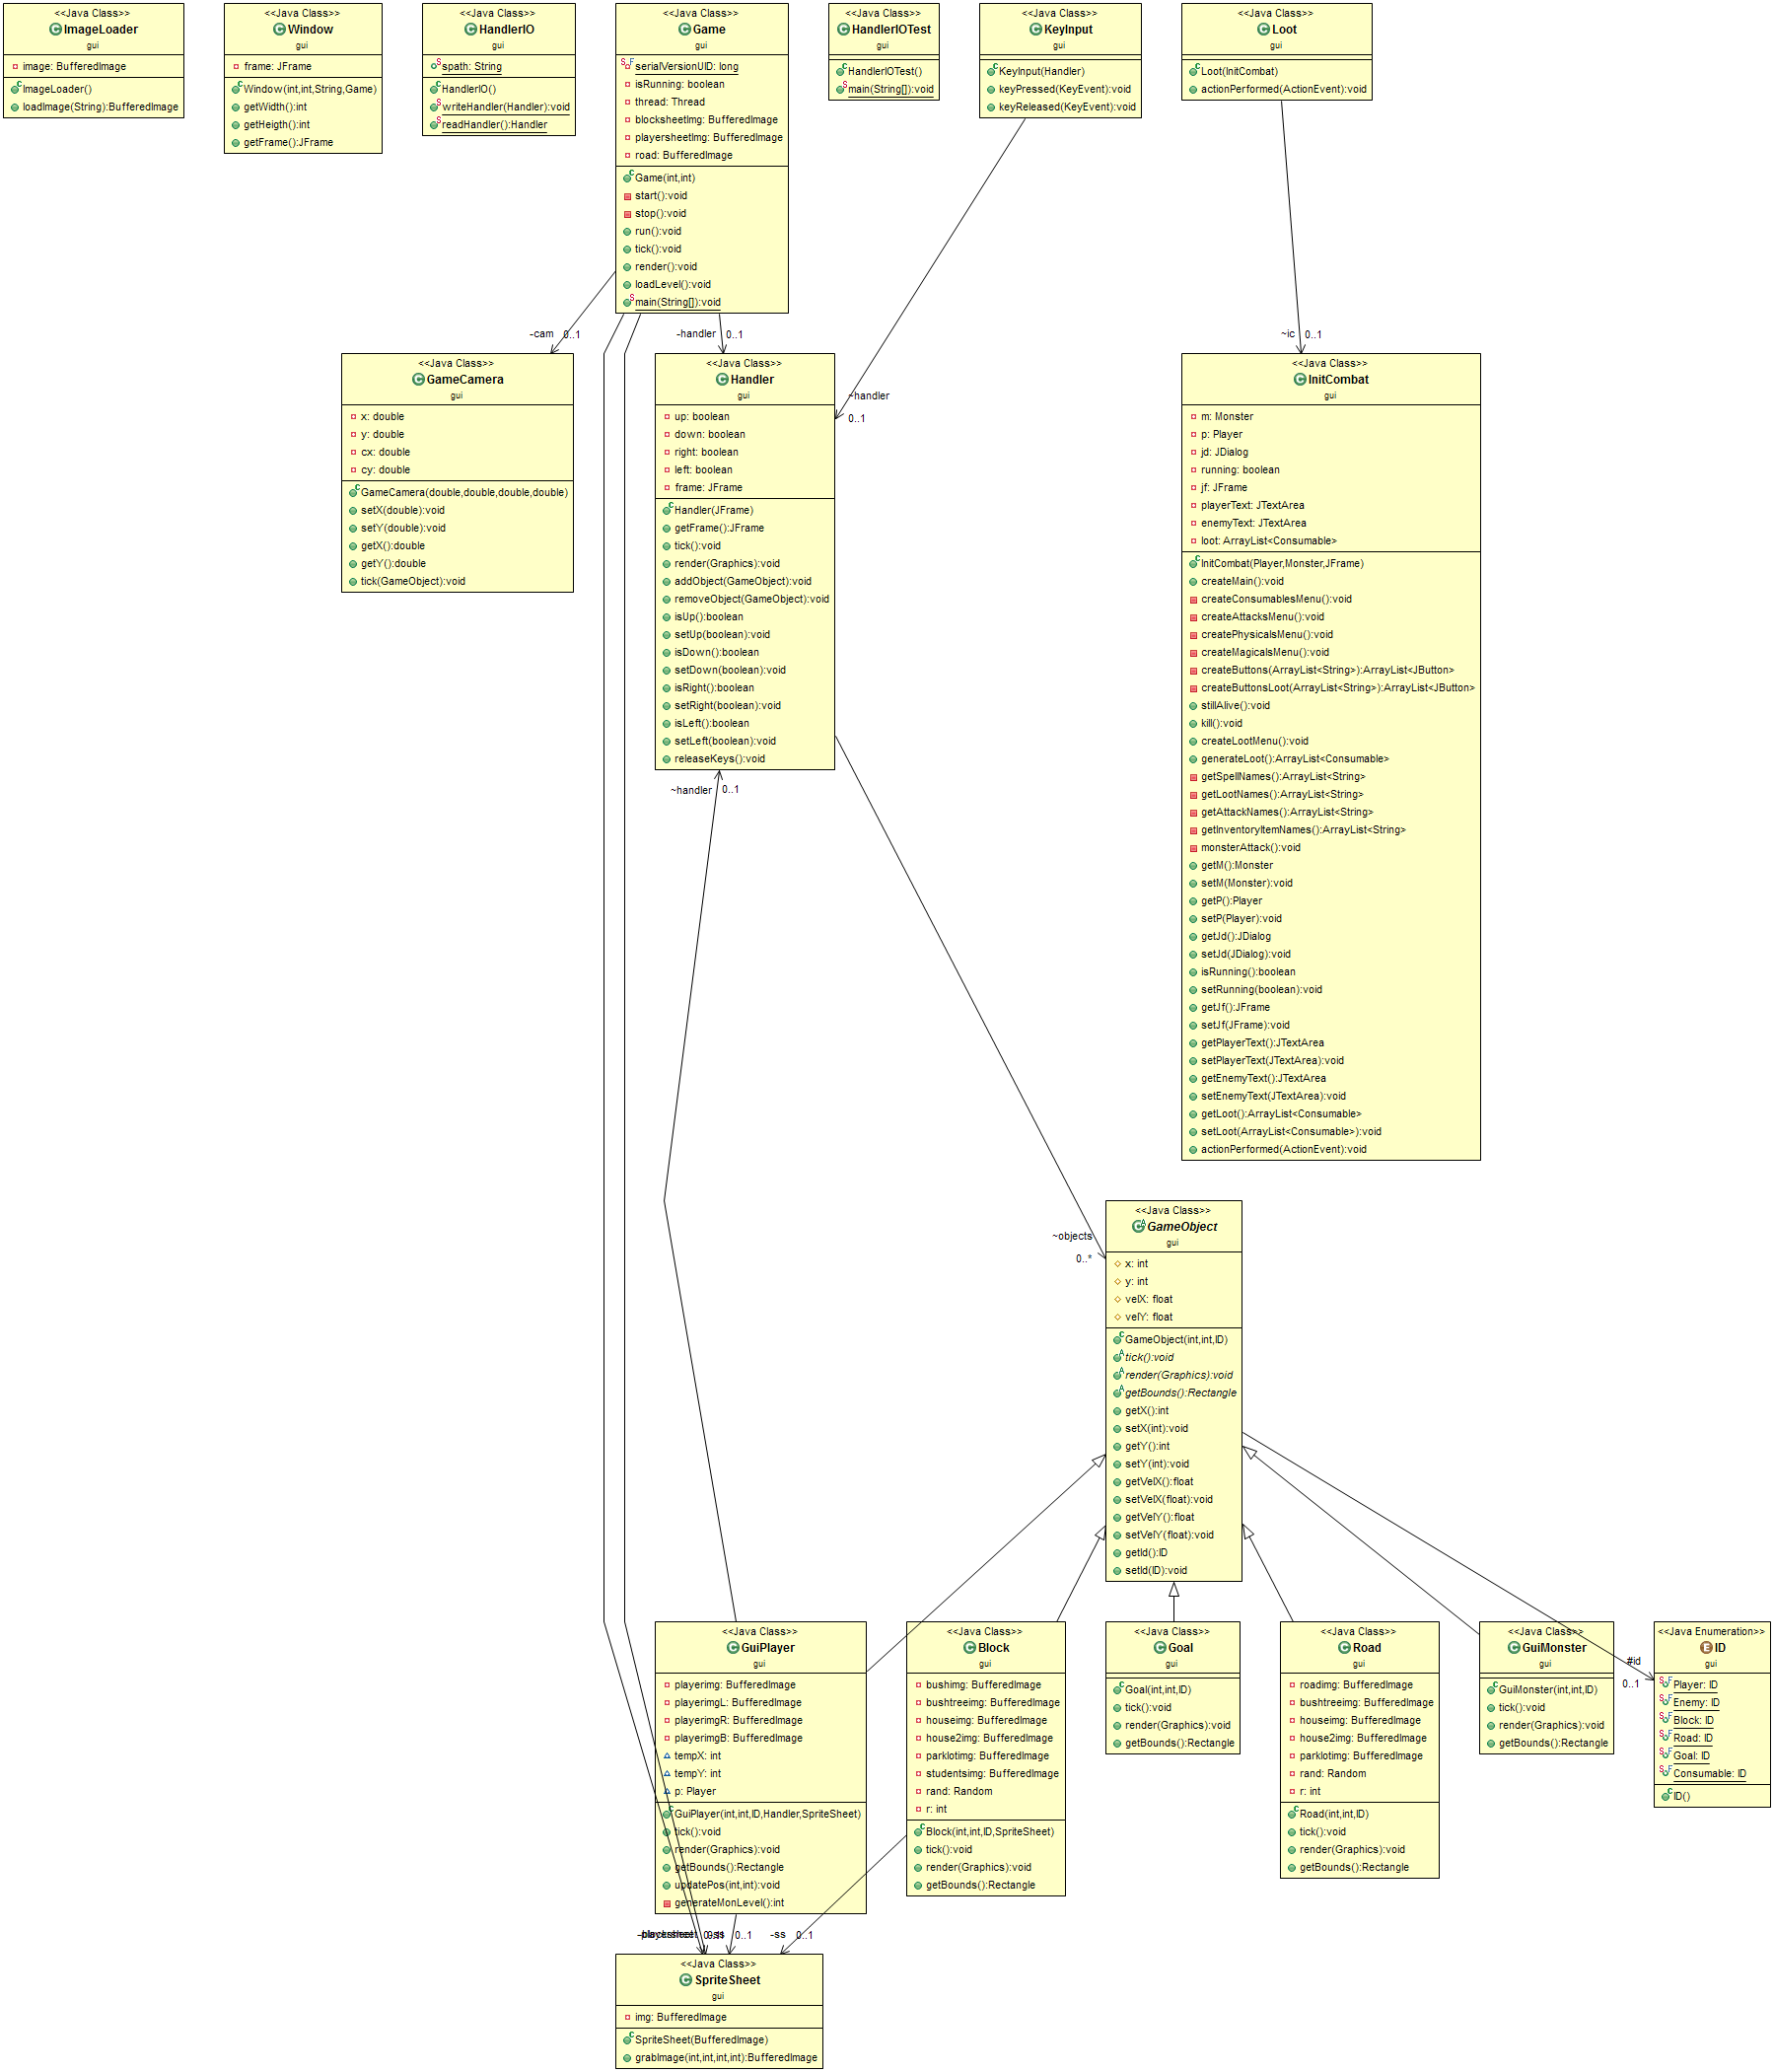 <<Java Class>>
ImageLoader
gui
image: BufferedImage
ImageLoader()
loadImage(String):BufferedImage
<<Java Class>>
Window
gui
frame: JFrame
Window(int,int,String,Game)
getWidth():int
getHeigth():int
getFrame():JFrame
<<Java Class>>
HandlerIO
gui
spath: String
HandlerIO()
writeHandler(Handler):void
readHandler():Handler
<<Java Class>>
Game
gui
serialVersionUID: long
isRunning: boolean
thread: Thread
blocksheetImg: BufferedImage
playersheetImg: BufferedImage
road: BufferedImage
Game(int,int)
start():void
stop():void
run():void
tick():void
render():void
loadLevel():void
main(String[]):void
<<Java Class>>
HandlerIOTest
gui
HandlerIOTest()
main(String[]):void
<<Java Class>>
KeyInput
gui
KeyInput(Handler)
keyPressed(KeyEvent):void
keyReleased(KeyEvent):void
<<Java Class>>
Loot
gui
Loot(InitCombat)
actionPerformed(ActionEvent):void
-cam 0..1
-handler 0..1
~handler
0..1
~ic 0..1
<<Java Class>>
GameCamera
gui
x: double
y: double
cx: double
cy: double
GameCamera(double,double,double,double)
setX(double):void
setY(double):void
getX():double
getY():double
tick(GameObject):void
<<Java Class>>
Handler
gui
up: boolean
down: boolean
right: boolean
left: boolean
frame: JFrame
Handler(JFrame)
getFrame():JFrame
tick():void
render(Graphics):void
addObject(GameObject):void
removeObject(GameObject):void
isUp():boolean
setUp(boolean):void
isDown():boolean
setDown(boolean):void
isRight():boolean
setRight(boolean):void
isLeft():boolean
setLeft(boolean):void
releaseKeys():void
~handler 0..1
<<Java Class>>
InitCombat
gui
m: Monster
p: Player
jd: JDialog
running: boolean
jf: JFrame
playerText: JTextArea
enemyText: JTextArea
loot: ArrayList<Consumable>
InitCombat(Player,Monster,JFrame)
createMain():void
createConsumablesMenu():void
createAttacksMenu():void
createPhysicalsMenu():void
createMagicalsMenu():void
createButtons(ArrayList<String>):ArrayList<JButton>
createButtonsLoot(ArrayList<String>):ArrayList<JButton>
stillAlive():void
kill():void
createLootMenu():void
generateLoot():ArrayList<Consumable>
getSpellNames():ArrayList<String>
getLootNames():ArrayList<String>
getAttackNames():ArrayList<String>
getInventoryItemNames():ArrayList<String>
monsterAttack():void
getM():Monster
setM(Monster):void
getP():Player
setP(Player):void
getJd():JDialog
setJd(JDialog):void
isRunning():boolean
setRunning(boolean):void
getJf():JFrame
setJf(JFrame):void
getPlayerText():JTextArea
setPlayerText(JTextArea):void
getEnemyText():JTextArea
setEnemyText(JTextArea):void
getLoot():ArrayList<Consumable>
setLoot(ArrayList<Consumable>):void
actionPerformed(ActionEvent):void
~objects
0..*
<<Java Class>>
GameObject
gui
x: int
y: int
velX: float
velY: float
GameObject(int,int,ID)
tick():void
render(Graphics):void
getBounds():Rectangle
getX():int
setX(int):void
getY():int
setY(int):void
getVelX():float
setVelX(float):void
getVelY():float
setVelY(float):void
getId():ID
setId(ID):void
<<Java Class>>
GuiPlayer
gui
playerimg: BufferedImage
playerimgL: BufferedImage
playerimgR: BufferedImage
playerimgB: BufferedImage
tempX: int
tempY: int
p: Player
GuiPlayer(int,int,ID,Handler,SpriteSheet)
tick():void
render(Graphics):void
getBounds():Rectangle
updatePos(int,int):void
generateMonLevel():int
<<Java Class>>
Block
gui
bushimg: BufferedImage
bushtreeimg: BufferedImage
houseimg: BufferedImage
house2img: BufferedImage
parklotimg: BufferedImage
studentsimg: BufferedImage
rand: Random
r: int
Block(int,int,ID,SpriteSheet)
tick():void
render(Graphics):void
getBounds():Rectangle
<<Java Class>>
Goal
gui
Goal(int,int,ID)
tick():void
render(Graphics):void
getBounds():Rectangle
<<Java Class>>
Road
gui
roadimg: BufferedImage
bushtreeimg: BufferedImage
houseimg: BufferedImage
house2img: BufferedImage
parklotimg: BufferedImage
rand: Random
r: int
Road(int,int,ID)
tick():void
render(Graphics):void
getBounds():Rectangle
<<Java Class>>
GuiMonster
gui
GuiMonster(int,int,ID)
tick():void
render(Graphics):void
getBounds():Rectangle
#id
0..1
<<Java Enumeration>>
ID
gui
Player: ID
Enemy: ID
Block: ID
Road: ID
Goal: ID
Consumable: ID
ID()
-ss 0..1
-ss 0..1
<<Java Class>>
SpriteSheet
gui
img: BufferedImage
SpriteSheet(BufferedImage)
grabImage(int,int,int,int):BufferedImage